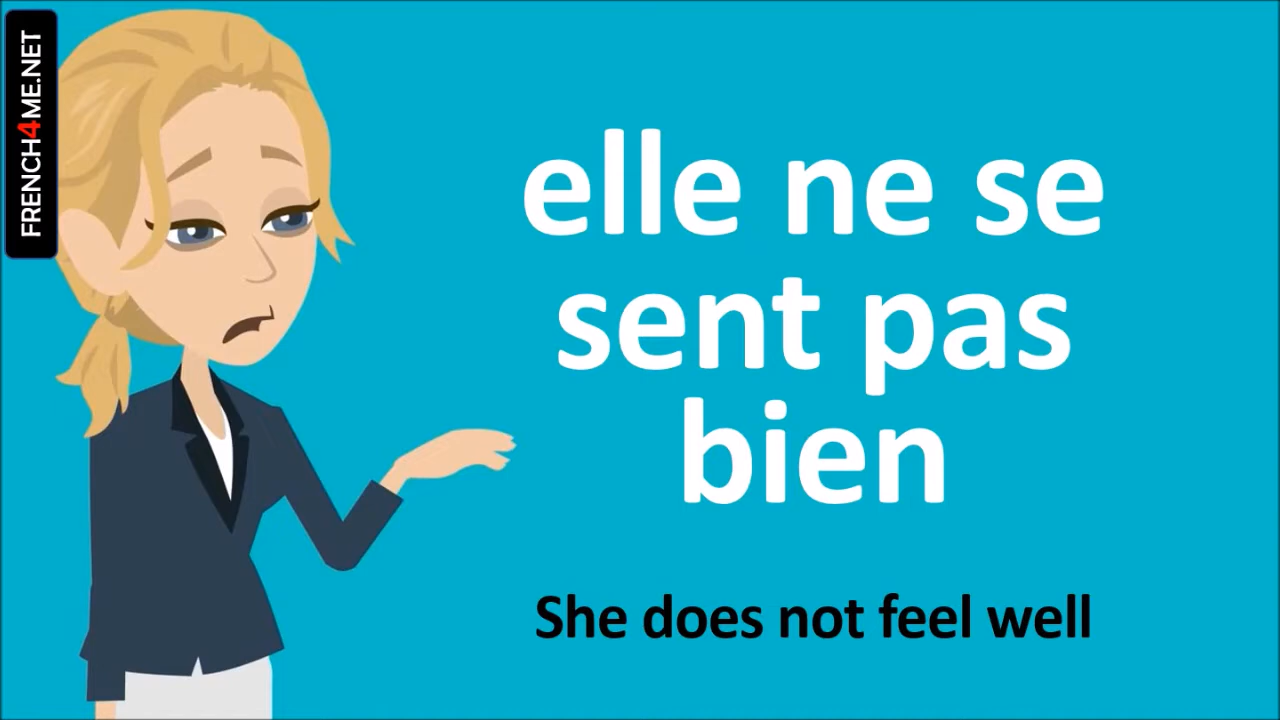 FRENCH4ME.NET
elle ne se
sent pas
bien
She does not feel well